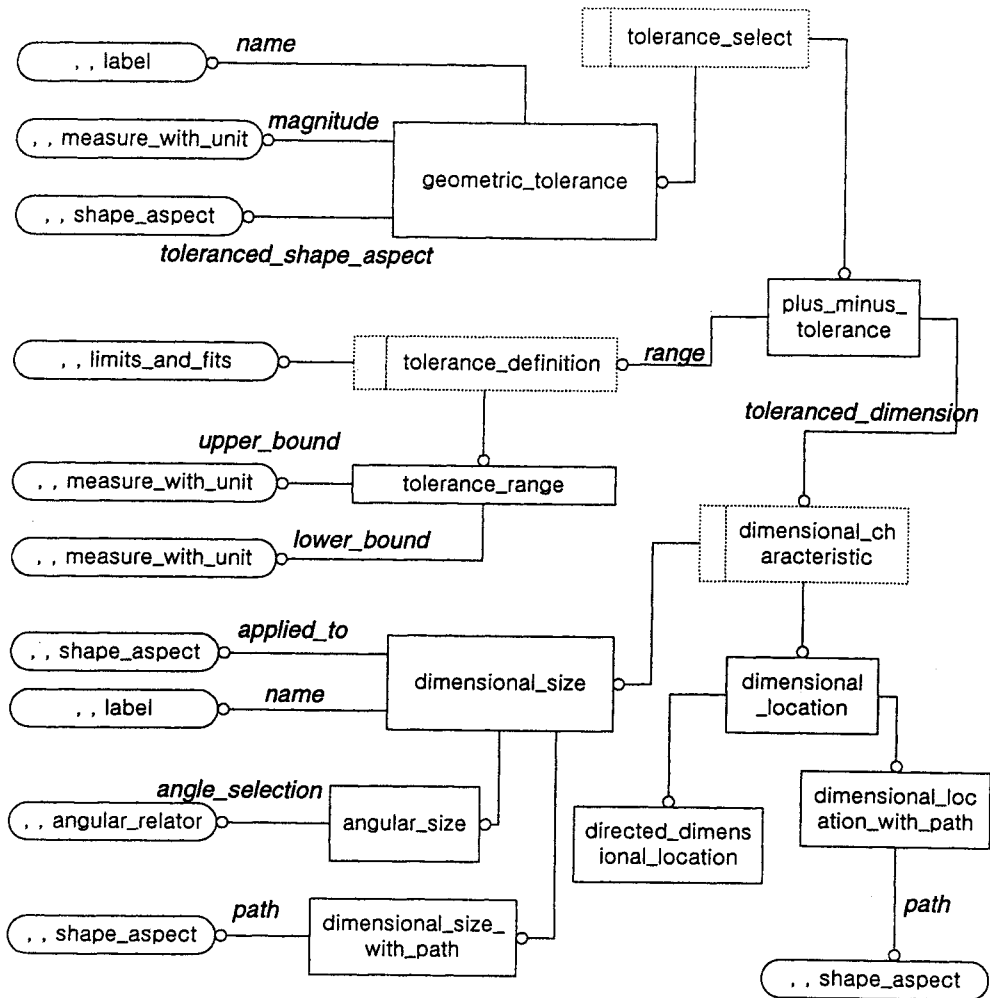 tolerance_select
name
, , label
magnitude
, , measure_with_unit
geometric_tolerance
, , shape_aspect
toleranced_shape_aspect
plus_minus_
tolerance
range
, , limits_and_fits
tolerance_definition
toleranced_dimension
upper_bound
, , measure_with_unit
tolerance_range
lower_bound
, , measure_with_unit
dimensional_ch
aracteristic
applied_to
, , shape_aspect
dimensional_size
name
, , label
dimensional
_location
angle_selection
, , angular_relator
angular_size
directed_dimens
ional_location
dimensional_loc
ation_with_path
path
, , shape_aspect
dimensional_size_
with_path
path
, , shape_aspect